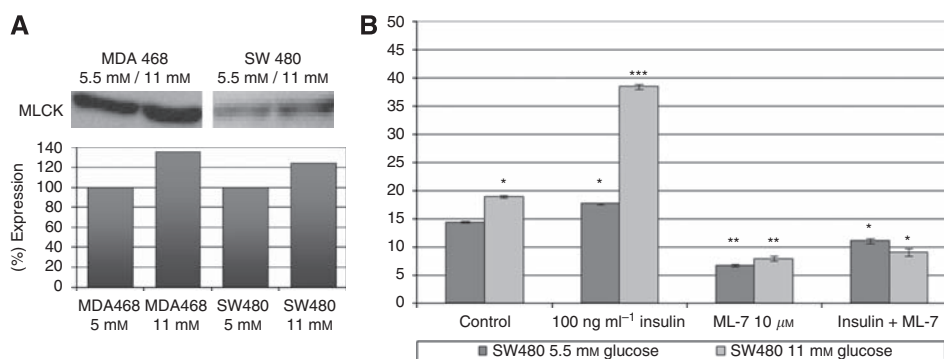 A
MDA 468
5.5 mM / 11 mM
SW 480
5.5 mM / 11 mM
MLCK
(%) Expression
140
120
100
80
60
40
20
0
MDA468
5 mM
MDA468
11 mM
SW480
5 mM
SW480
11 mM
B
50
45
40
35
30
25
20
15
10
5
0
*
*
***
**
**
*
*
Control
100 ng ml⁻¹ insulin
ML-7 10 μM
Insulin + ML-7
SW480 5.5 mM glucose
SW480 11 mM glucose